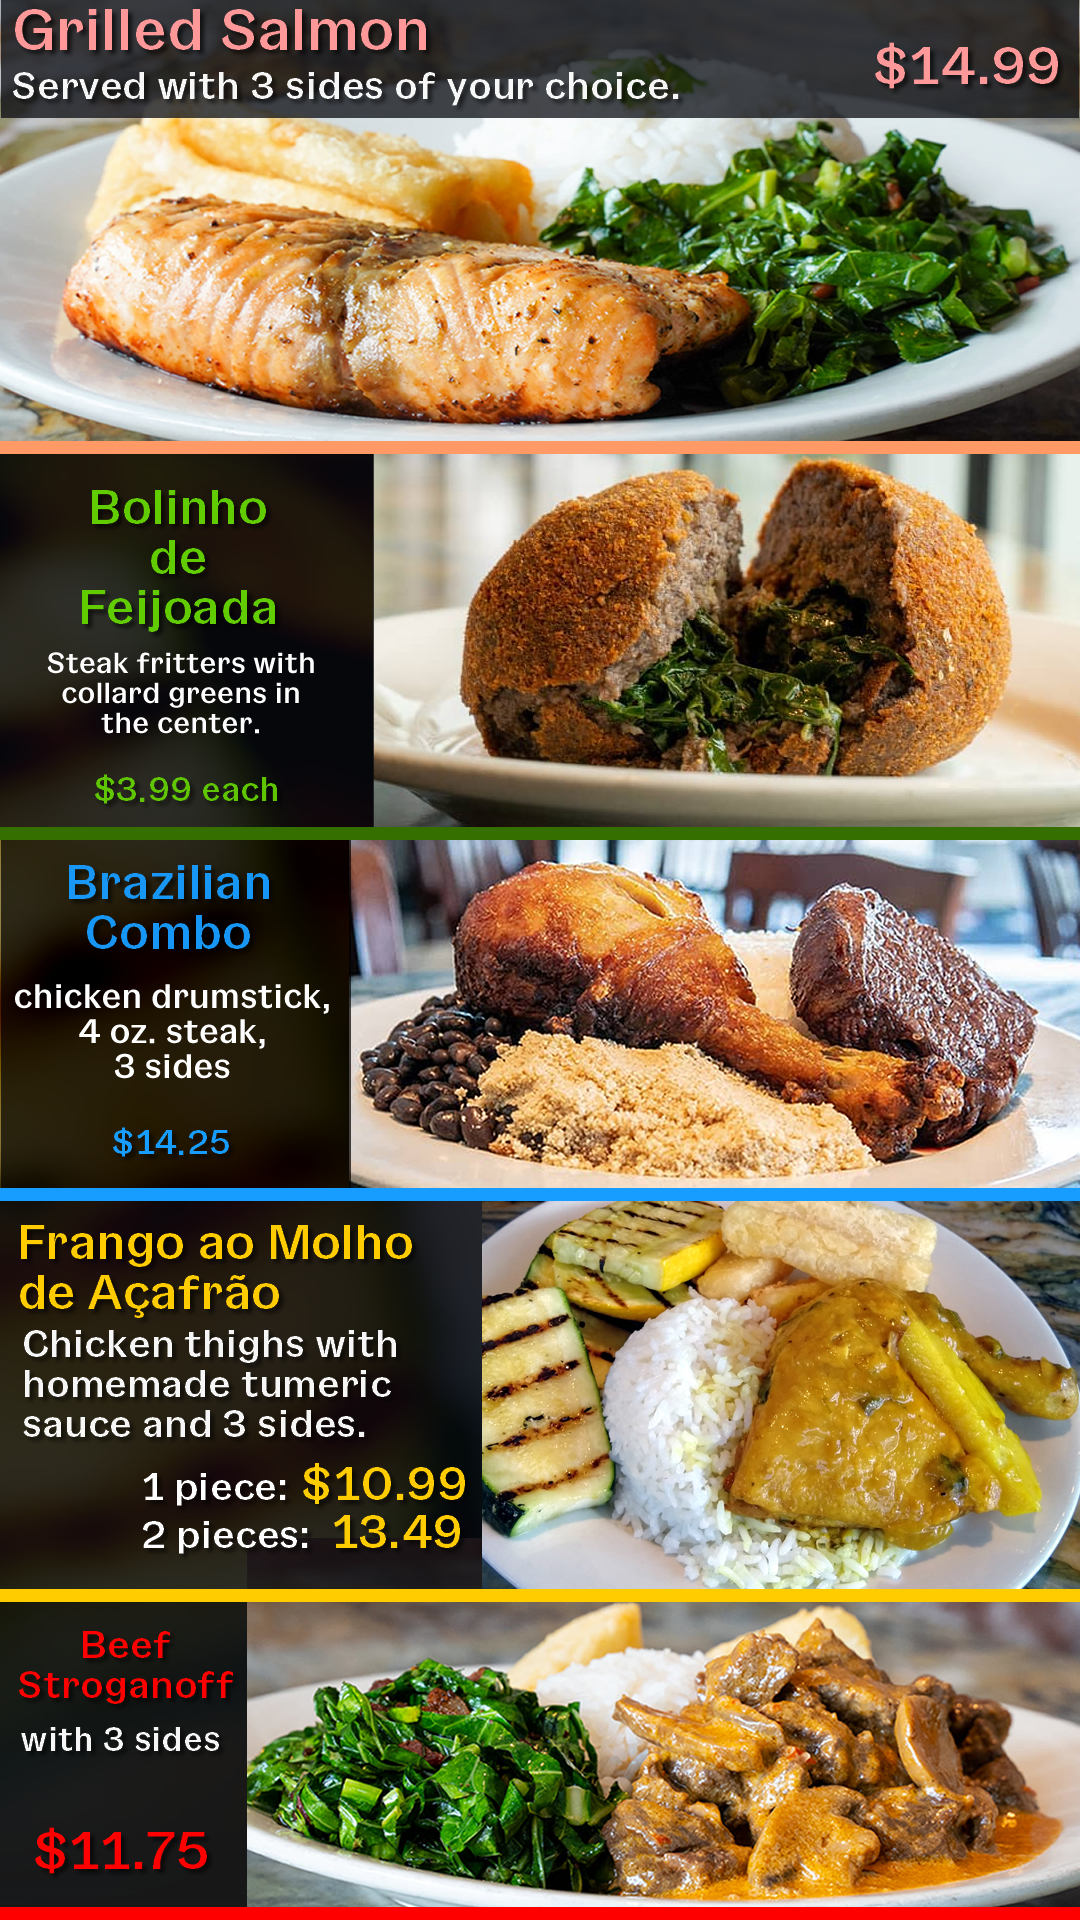 Grilled Salmon
Served with 3 sides of your choice.
$14.99
Bolinho
de
Feijoada
Steak fritters with
collard greens in
the center.
$3.99 each
Brazilian
Combo
chicken drumstick,
4 oz. steak,
3 sides
$14.25
Frango ao Molho
de Açafrão
Chicken thighs with
homemade tumeric
sauce and 3 sides.
1 piece: $10.99
2 pieces: 13.49
Beef
Stroganoff
with 3 sides
$11.75